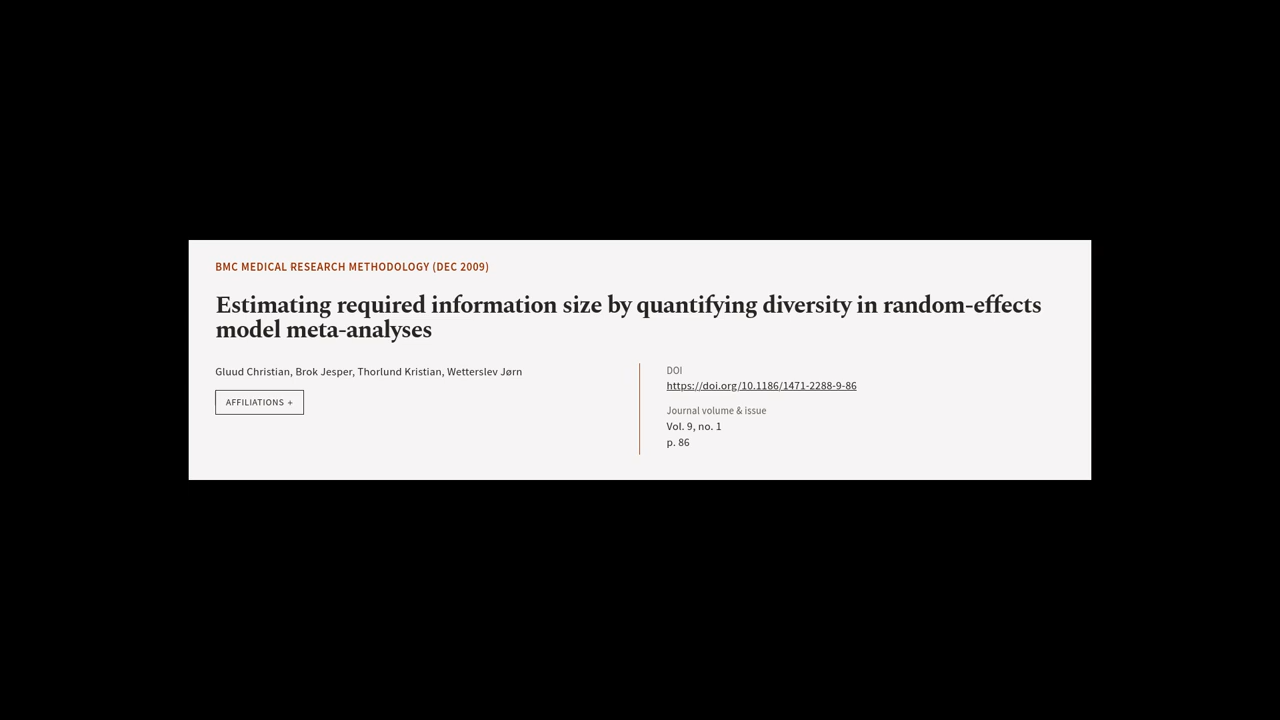 BMC MEDICAL RESEARCH METHODOLOGY (DEC 2009)
Estimating required information size by quantifying diversity in random-effects
model meta-analyses
Gluud Christian, Brok Jesper, Thorlund Kristian, Wetterslev Jørn
AFFILIATIONS +
DOI
https://doi.org/10.1186/1471-2288-9-86
Journal volume & issue
Vol. 9, no. 1
p. 86